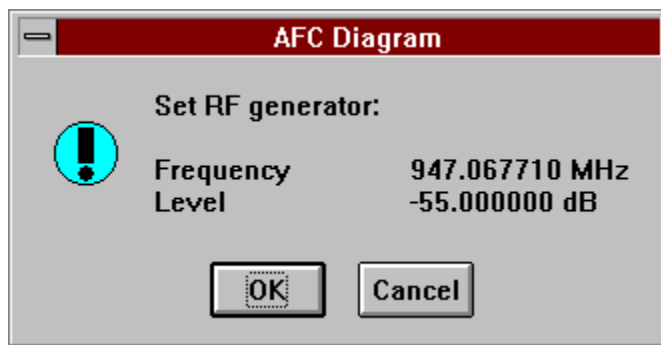 AFC Diagram
Set RF generator:
Frequency 947.067710 MHz
Level -55.000000 dB
OK Cancel